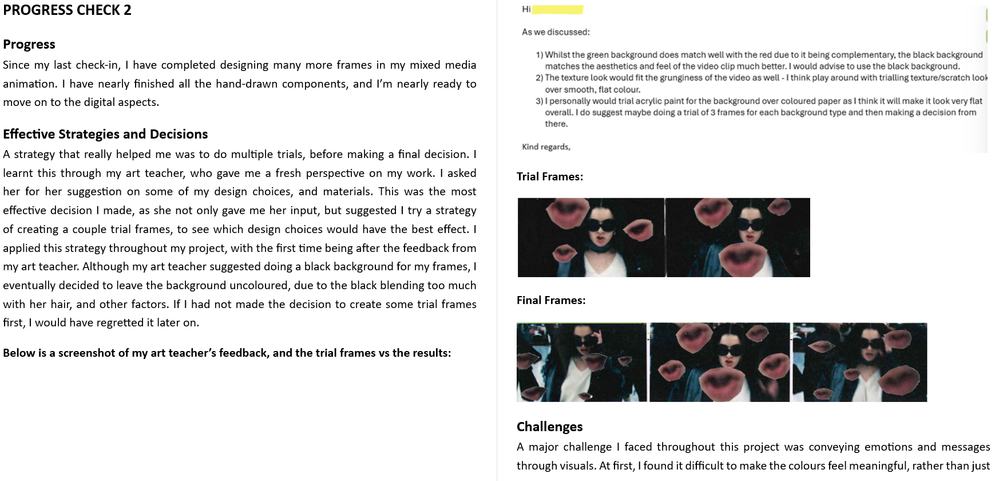 PROGRESS CHECK 2
Progress
Since my last check-in, I have completed designing many more frames in my mixed media
animation. I have nearly finished all the hand-drawn components, and I’m nearly ready to
move on to the digital aspects.
Effective Strategies and Decisions
A strategy that really helped me was to do multiple trials, before making a final decision. I
learnt this through my art teacher, who gave me a fresh perspective on my work. I asked
her for her suggestion on some of my design choices, and materials. This was the most
effective decision I made, as she not only gave me her input, but suggested I try a strategy
of creating a couple trial frames, to see which design choices would have the best effect. I
applied this strategy throughout my project, with the first time being after the feedback from
my art teacher. Although my art teacher suggested doing a black background for my frames, I
eventually decided to leave the background uncoloured, due to the black blending too much
with her hair, and other factors. If I had not made the decision to create some trial frames
first, I would have regretted it later on.
Below is a screenshot of my art teacher’s feedback, and the trial frames vs the results:
Hi
As we discussed:
1) Whilst the green background does match well with the red due to it being complementary, the black background
matches the aesthetics and feel of the video clip much better. I would advise to use the black background.
2) The texture look would fit the grunginess of the video as well - I think play around with trialling texture/scratch look
over smooth, flat colour.
3) I personally would trial acrylic paint for the background over coloured paper as I think it will make it look very flat
overall. I do suggest maybe doing a trial of 3 frames for each background type and then making a decision from
there.
Kind regards,
Trial Frames:
Final Frames:
Challenges
A major challenge I faced throughout this project was conveying emotions and messages
through visuals. At first, I found it difficult to make the colours feel meaningful, rather than just